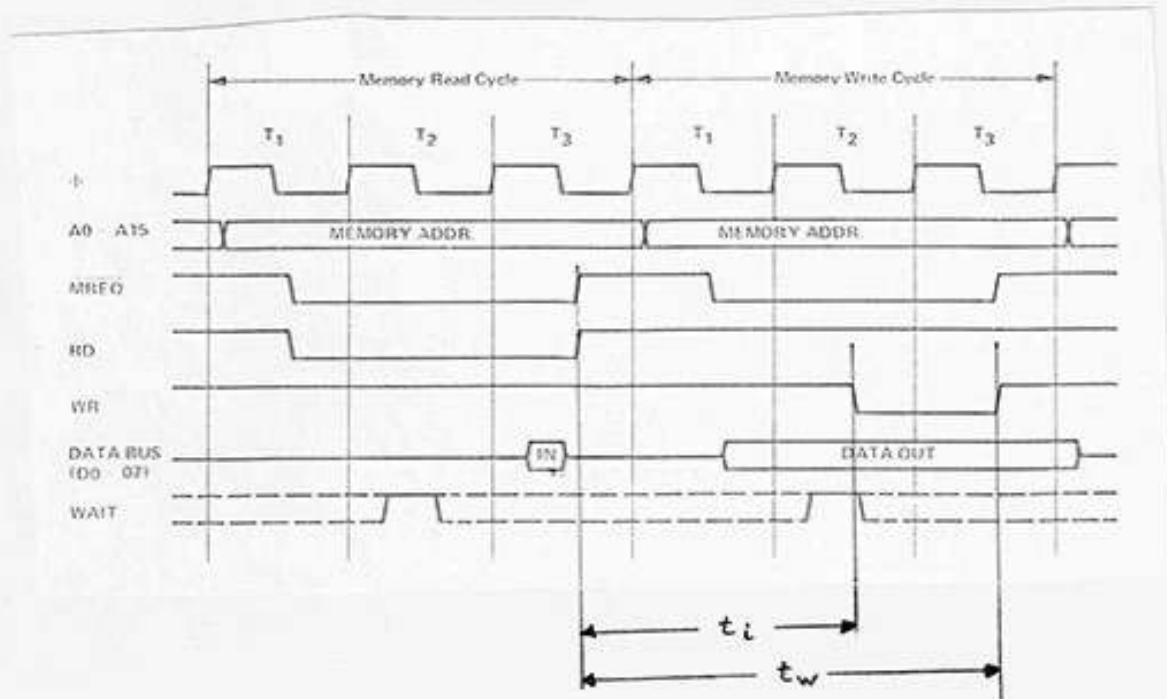 Memory Read Cycle Memory Write Cycle
T1 T2 T3 T1 T2 T3
Φ
A0 - A15 MEMORY ADDR. MEMORY ADDR.
MREQ
RD
WR
DATA BUS IN DATA OUT
(D0 - D7)
WAIT
ti
tw